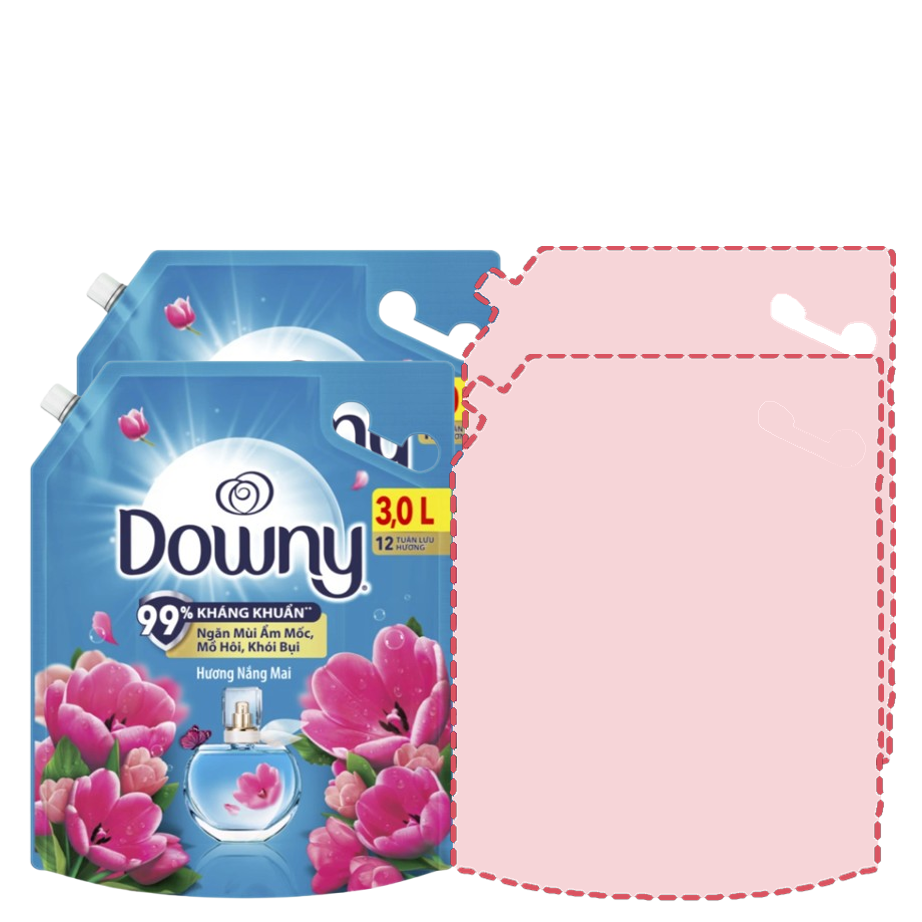 Downy
3,0 L
12 TUẦN LƯU
HƯƠNG
99% KHÁNG KHUẨN**
Ngăn Mùi Ẩm Mốc,
Mồ Hôi, Khói Bụi
Hương Nắng Mai